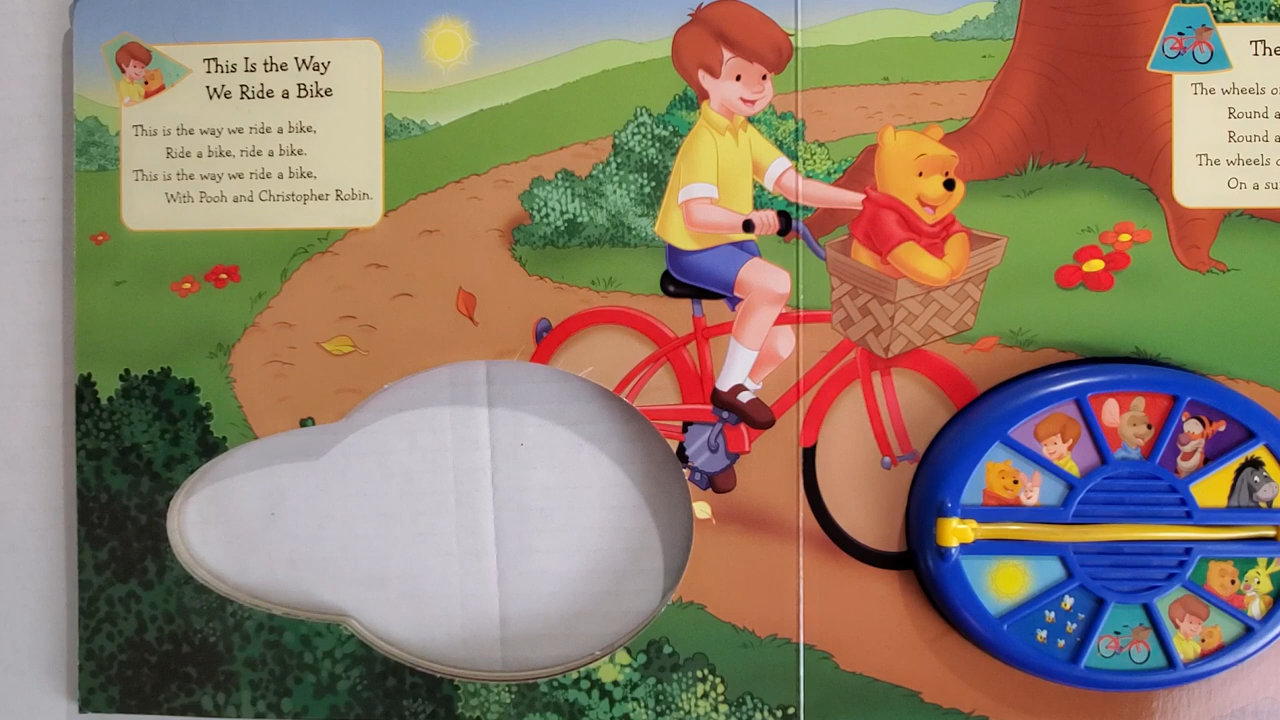 This Is the Way
We Ride a Bike
This is the way we ride a bike,
Ride a bike, ride a bike.
This is the way we ride a bike,
With Pooh and Christopher Robin.
The
The wheels
Round
Round
The wheels
On a